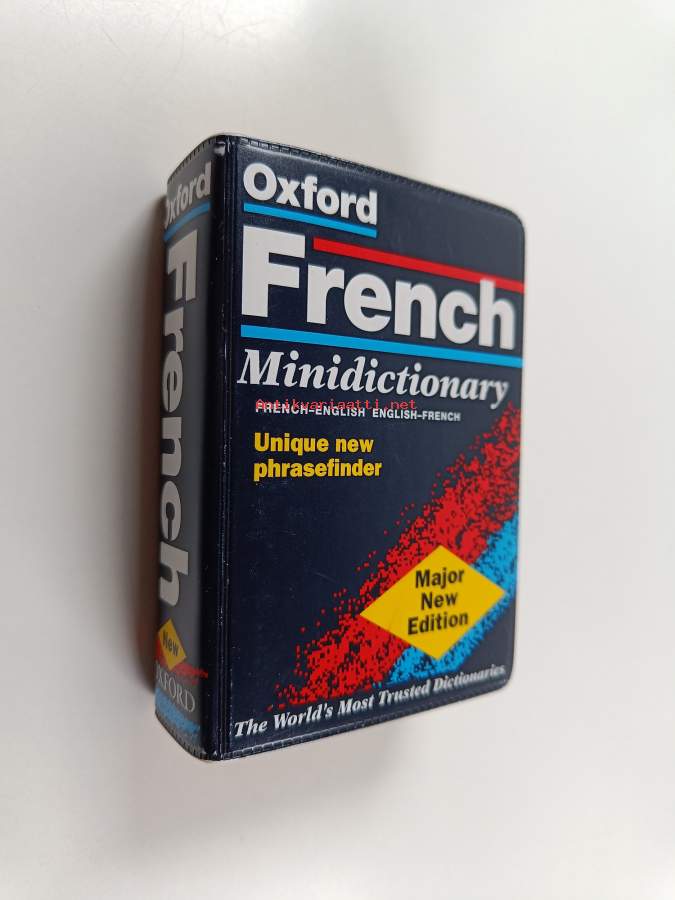 Oxford
French
Minidictionary
antikvariaatti.net
FRENCH–ENGLISH ENGLISH–FRENCH
Unique new
phrasefinder
Major
New
Edition
The World's Most Trusted Dictionaries
Oxford
French
New
OXFORD